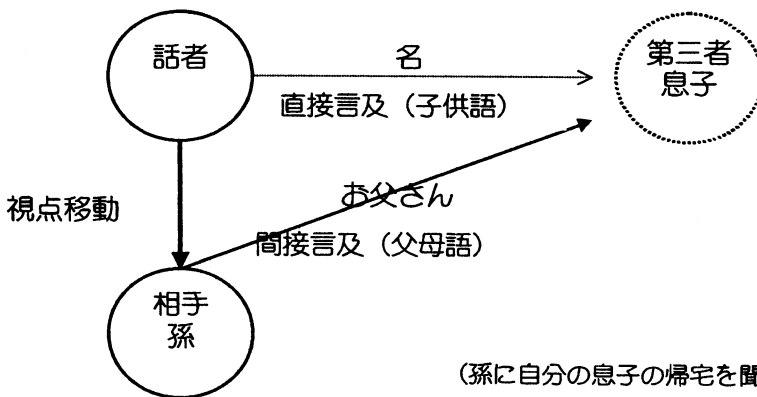 話者
名
第三者
息子
直接言及（子供語）
視点移動
お父さん
間接言及（父母語）
相手
孫
（孫に自分の息子の帰宅を聞